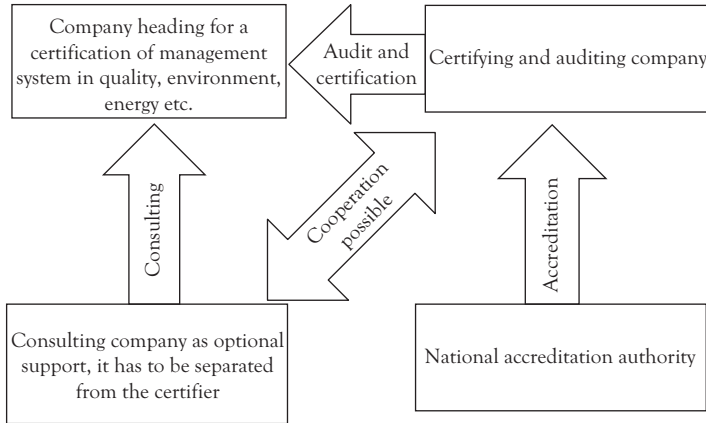 Company heading for a
certification of management
system in quality, environment,
energy etc.
Audit and
certification
Certifying and auditing company
Consulting
Cooperation
possible
Accreditation
Consulting company as optional
support, it has to be separated
from the certifier
National accreditation authority